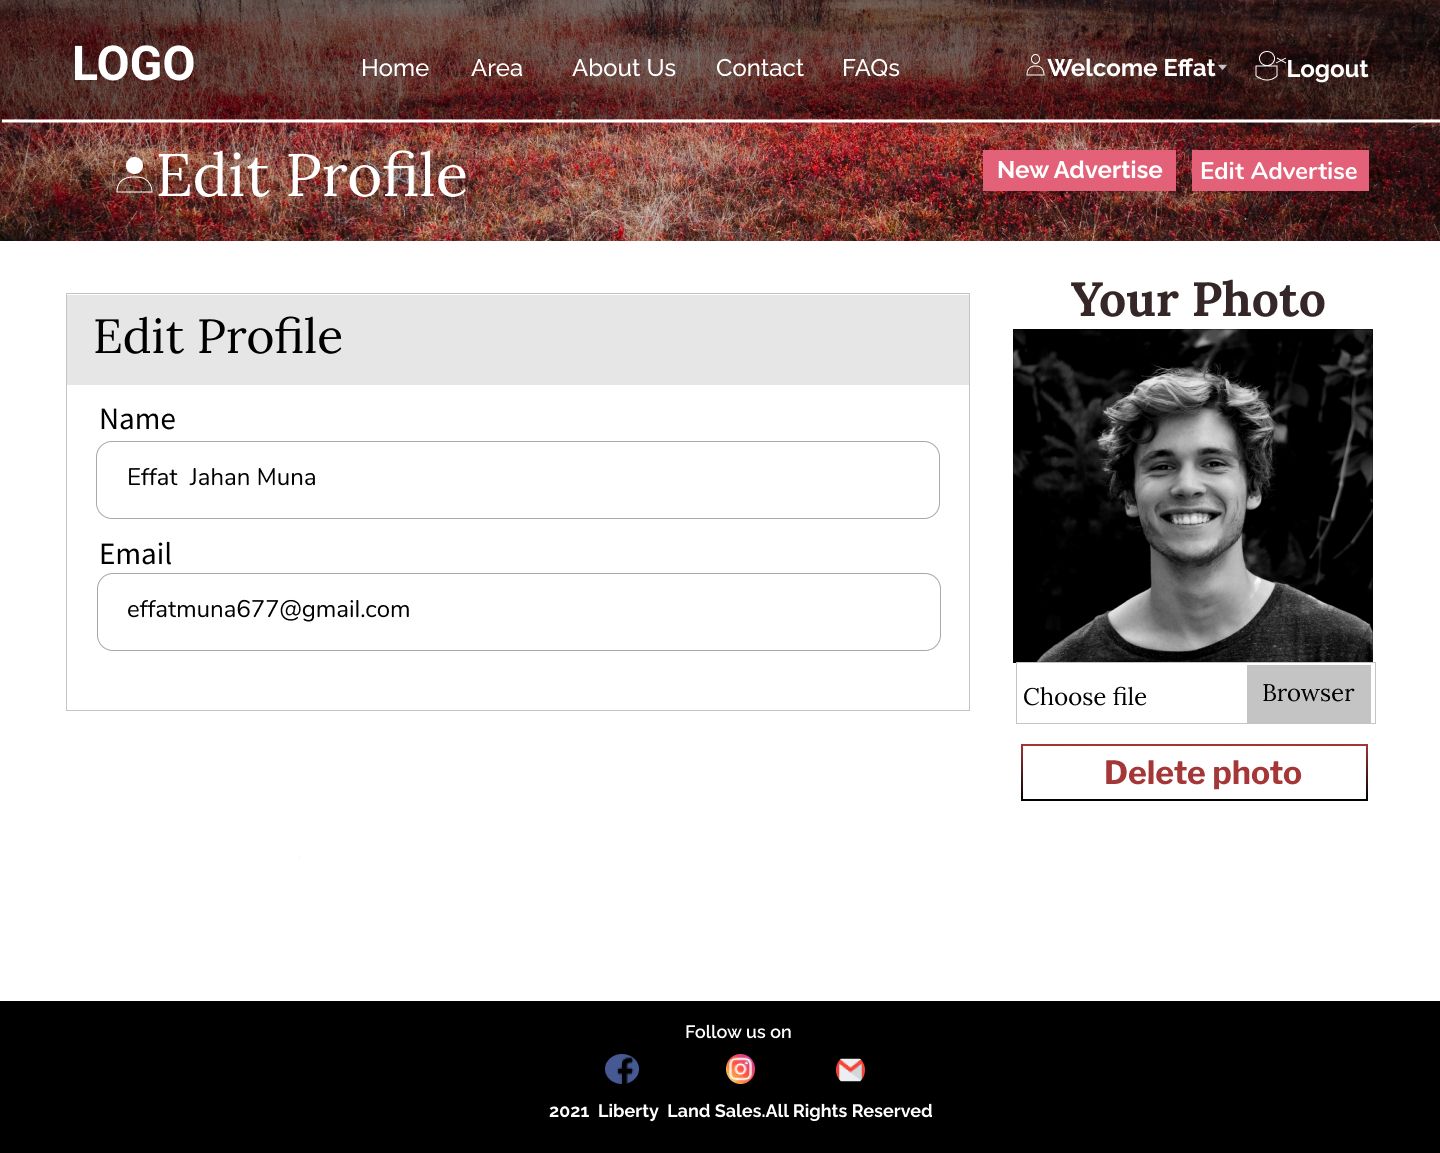 LOGO
Home Area About Us Contact FAQs
Welcome Effat
Logout
Edit Profile
New Advertise
Edit Advertise
Edit Profile
Name
Effat  Jahan Muna
Email
effatmuna677@gmail.com
Your Photo
Choose file
Browser
Delete photo
Follow us on
2021  Liberty  Land Sales.All Rights Reserved